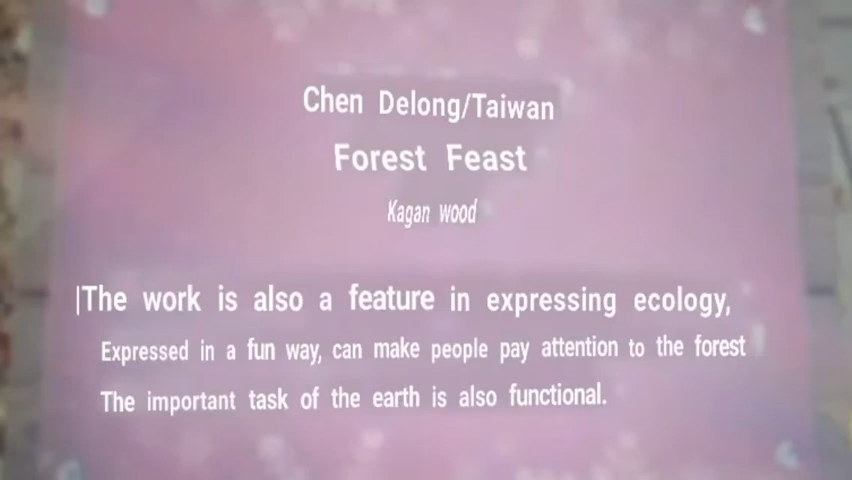 Chen Delong/Taiwan
Forest Feast
Kagan wood
|The work is also a feature in expressing ecology,
Expressed in a fun way, can make people pay attention to the forest
The important task of the earth is also functional.